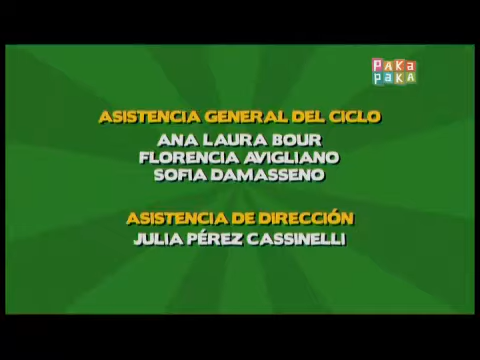 PAKA
PAKA
ASISTENCIA GENERAL DEL CICLO
ANA LAURA BOUR
FLORENCIA AVIGLIANO
SOFIA DAMASSENO
ASISTENCIA DE DIRECCIÓN
JULIA PÉREZ CASSINELLI